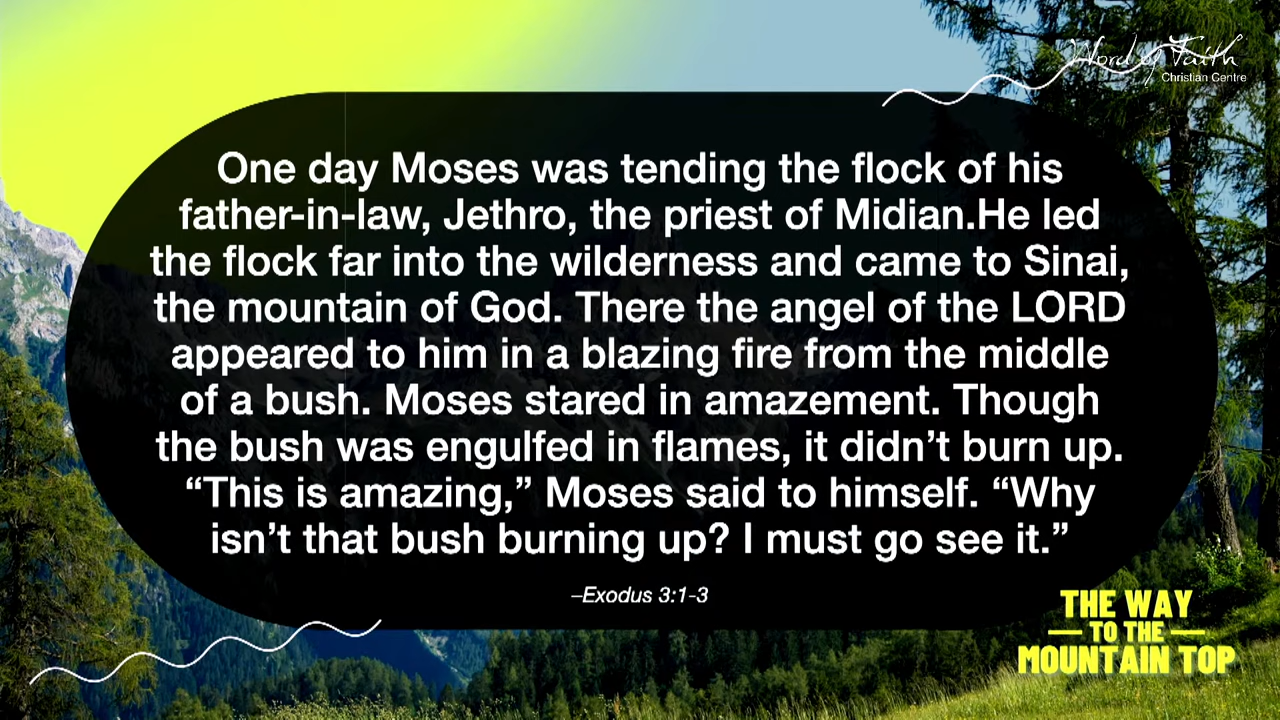 Word of Faith
Christian Centre
One day Moses was tending the flock of his
father-in-law, Jethro, the priest of Midian.He led
the flock far into the wilderness and came to Sinai,
the mountain of God. There the angel of the LORD
appeared to him in a blazing fire from the middle
of a bush. Moses stared in amazement. Though
the bush was engulfed in flames, it didn’t burn up.
“This is amazing,” Moses said to himself. “Why
isn’t that bush burning up? I must go see it.”
–Exodus 3:1-3
THE WAY
TO THE
MOUNTAIN TOP